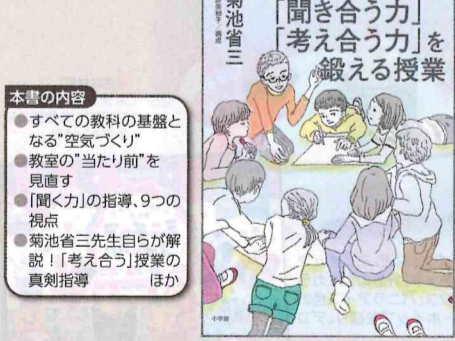 「聞き合う力」
「考え合う力」を
鍛える授業
菊池省三
小学館
本書の内容
●すべての教科の基盤と
なる"空気づくり"
●教室の"当たり前"を
見直す
●「聞く力」の指導、9つの
視点
●菊池省三先生自らが解
説！「考え合う」授業の
真剣指導 ほか